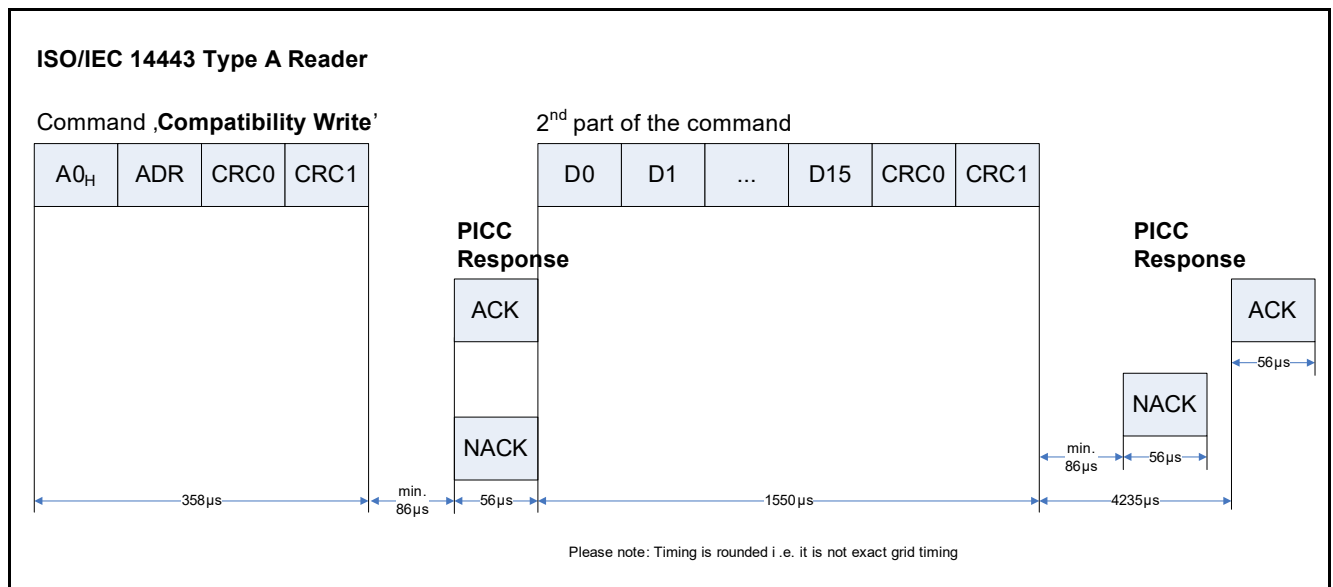 ISO/IEC 14443 Type A Reader
Command ‚Compatibility Write‘
2nd part of the command
A0H ADR CRC0 CRC1
D0 D1 ... D15 CRC0 CRC1
PICC
Response
PICC
Response
ACK
ACK
56µs
NACK
NACK
min.
86µs
56µs
358µs
min.
86µs
56µs
1550µs
4235µs
Please note: Timing is rounded i .e. it is not exact grid timing